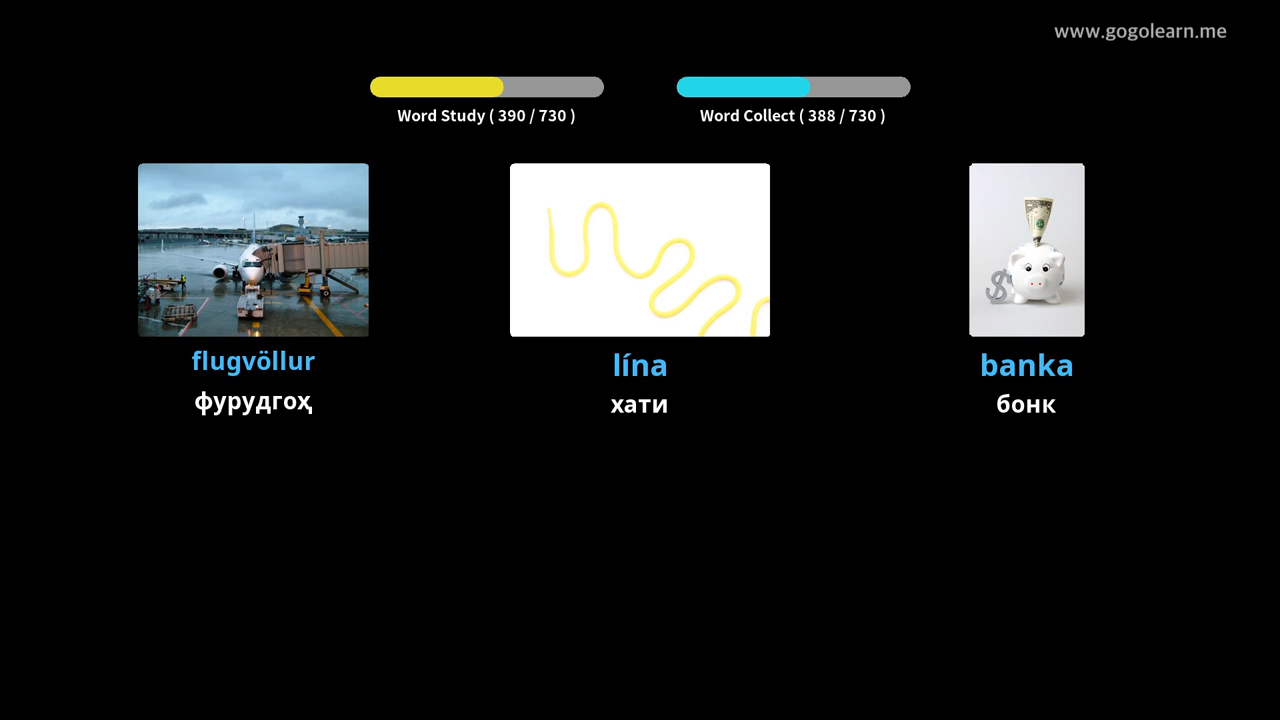 www.gogolearn.me
Word Study ( 390 / 730 )
Word Collect ( 388 / 730 )
flugvöllur
lína
banka
фурудгоҳ
хати
бонк